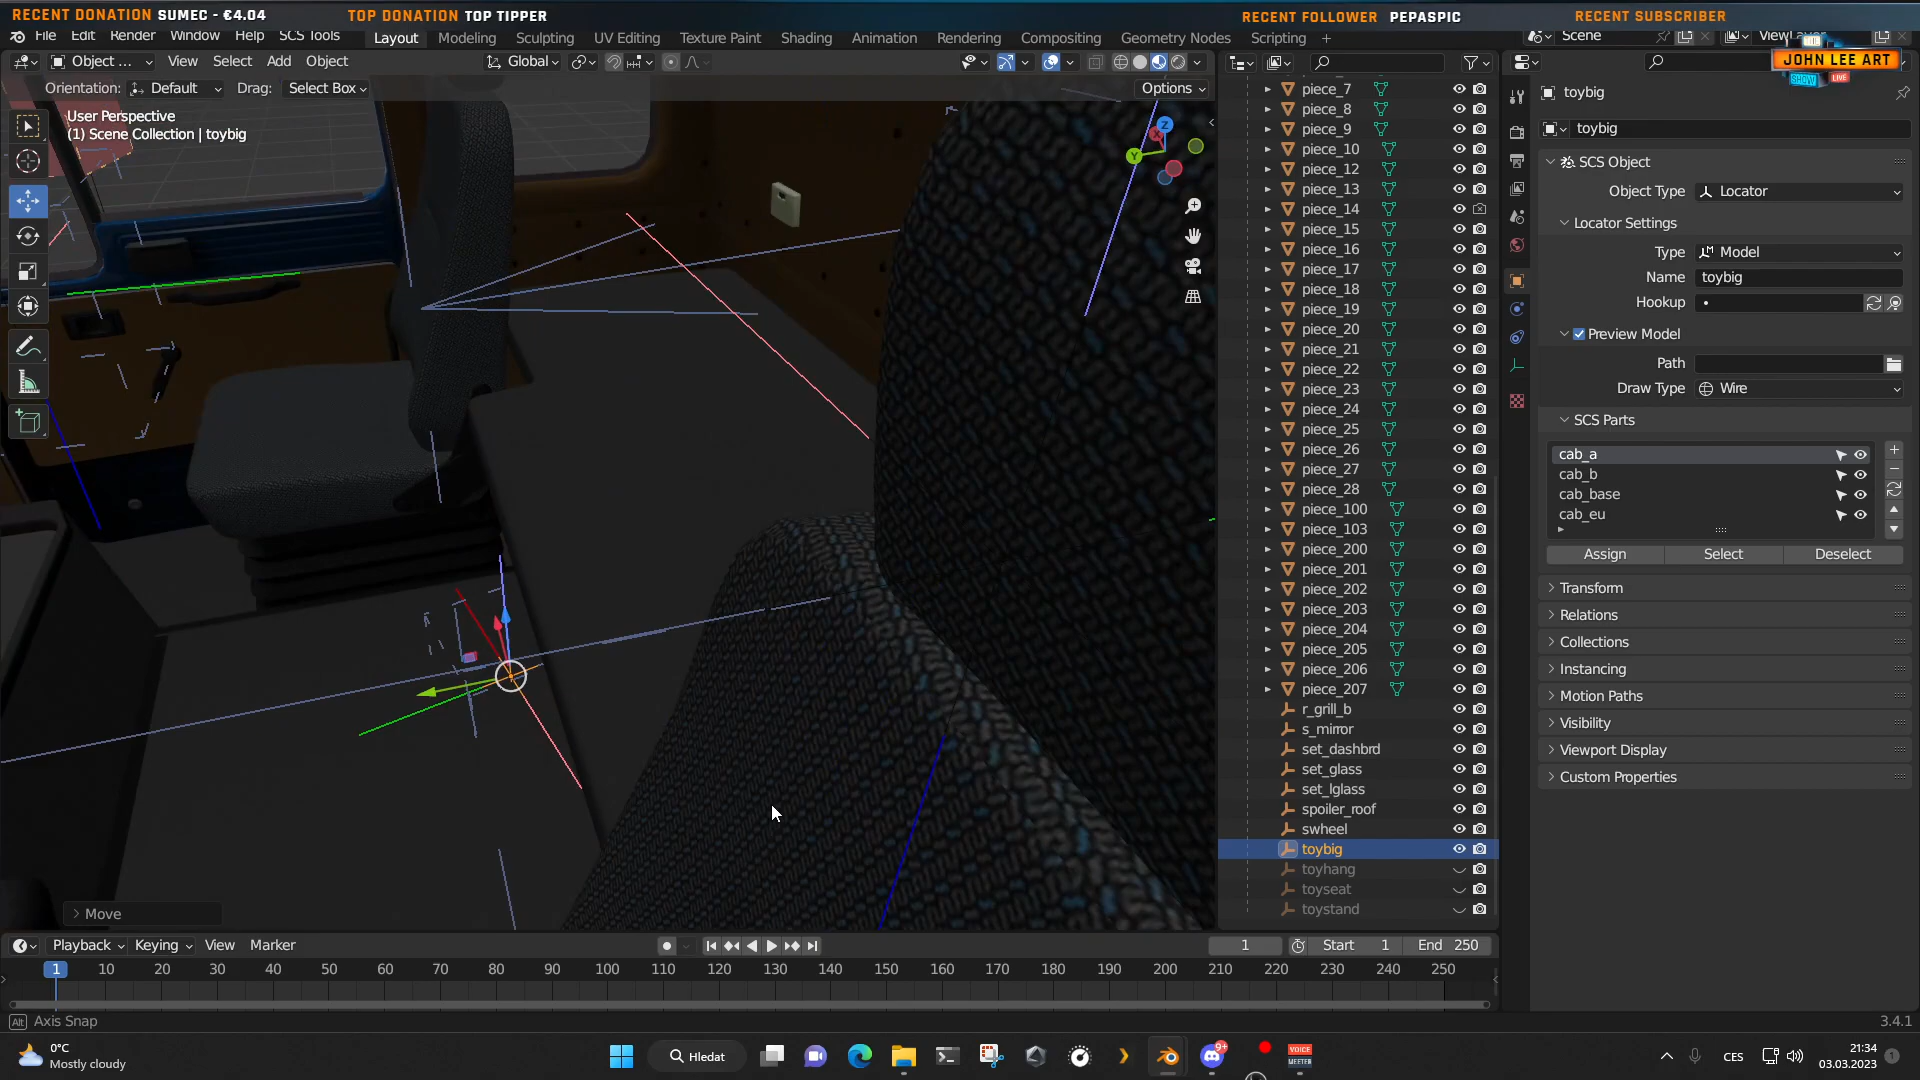 RECENT DONATION SUMEC - €4.04
TOP DONATION TOP TIPPER
RECENT FOLLOWER PEPASPIC
RECENT SUBSCRIBER
File Edit Render Window Help SCS Tools
Layout Modeling Sculpting UV Editing Texture Paint Shading Animation Rendering Compositing Geometry Nodes Scripting +
Scene
ViewLayer
JOHN LEE ART
SHOW LIVE
Object ... View Select Add Object
Global
Orientation: Default Drag: Select Box
Options
User Perspective
(1) Scene Collection | toybig
Z
Y
Move
piece_7
piece_8
piece_9
piece_10
piece_12
piece_13
piece_14
piece_15
piece_16
piece_17
piece_18
piece_19
piece_20
piece_21
piece_22
piece_23
piece_24
piece_25
piece_26
piece_27
piece_28
piece_100
piece_103
piece_200
piece_201
piece_202
piece_203
piece_204
piece_205
piece_206
piece_207
r_grill_b
s_mirror
set_dashbrd
set_glass
set_lglass
spoiler_roof
swheel
toybig
toyhang
toyseat
toystand
toybig
toybig
SCS Object
Object Type Locator
Locator Settings
Type Model
Name toybig
Hookup
Preview Model
Path
Draw Type Wire
SCS Parts
cab_a
cab_b
cab_base
cab_eu
Assign Select Deselect
Transform
Relations
Collections
Instancing
Motion Paths
Visibility
Viewport Display
Custom Properties
Playback Keying View Marker
1 Start 1 End 250
1 10 20 30 40 50 60 70 80 90 100 110 120 130 140 150 160 170 180 190 200 210 220 230 240 250
Alt Axis Snap
3.4.1
0°C
Mostly cloudy
Hledat
9+
VOICE MEETER
CES
21:34
03.03.2023
1